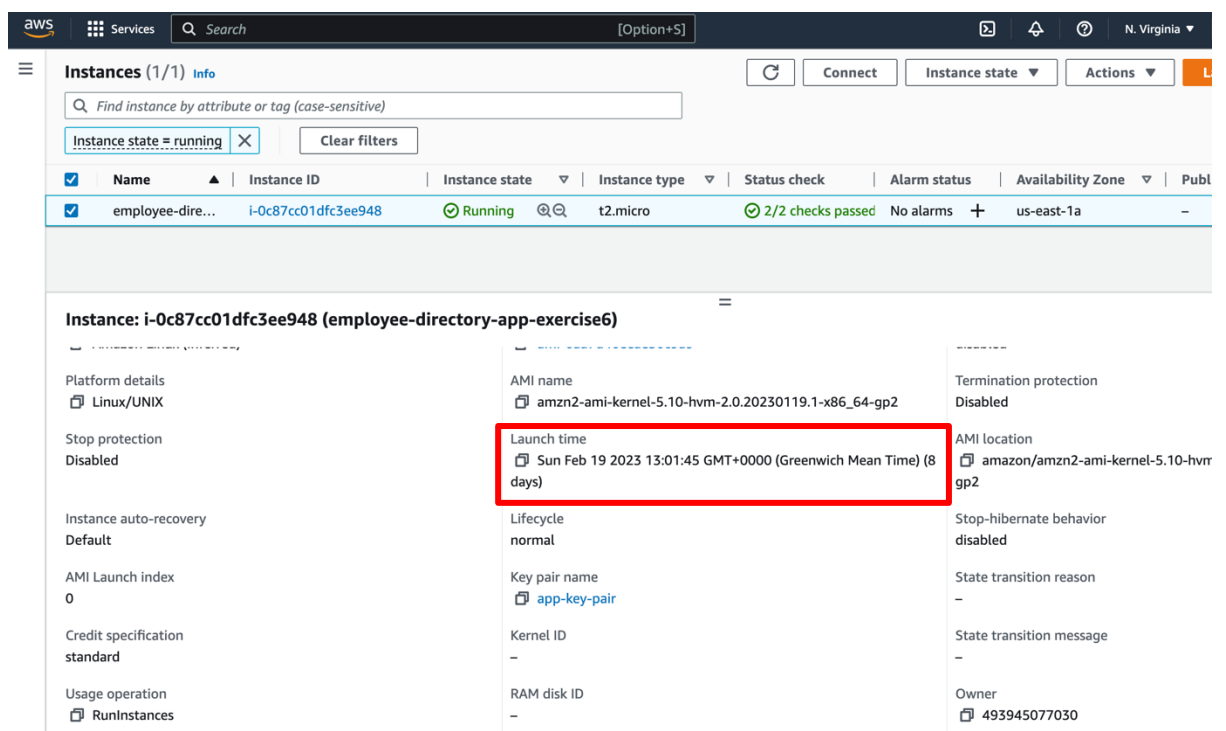 aws Services Search [Option+S] N. Virginia
Instances (1/1) Info Connect Instance state Actions
Find instance by attribute or tag (case-sensitive)
Instance state = running Clear filters
Name Instance ID Instance state Instance type Status check Alarm status Availability Zone
employee-dire... i-0c87cc01dfc3ee948 Running t2.micro 2/2 checks passed No alarms + us-east-1a –
Instance: i-0c87cc01dfc3ee948 (employee-directory-app-exercise6)
Platform details
Linux/UNIX
AMI name
amzn2-ami-kernel-5.10-hvm-2.0.20230119.1-x86_64-gp2
Termination protection
Disabled
Stop protection
Disabled
Launch time
Sun Feb 19 2023 13:01:45 GMT+0000 (Greenwich Mean Time) (8
days)
AMI location
amazon/amzn2-ami-kernel-5.10-hvm
gp2
Instance auto-recovery
Default
Lifecycle
normal
Stop-hibernate behavior
disabled
AMI Launch index
0
Key pair name
app-key-pair
State transition reason
–
Credit specification
standard
Kernel ID
–
State transition message
–
Usage operation
RunInstances
RAM disk ID
–
Owner
493945077030